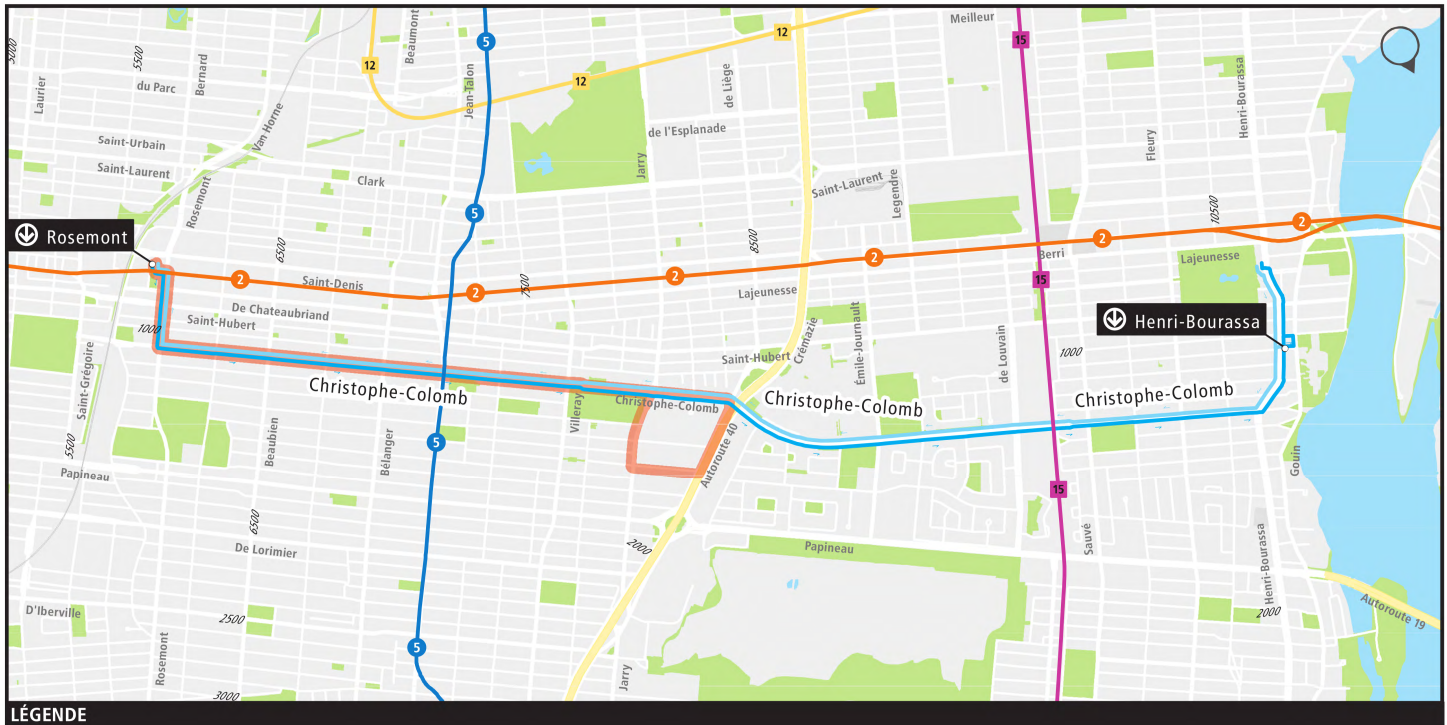 Meilleur
12
15
5
5000
5500
Bernard
Beaumont
12
12
de Liège
Henri-Bourassa
Laurier
du Parc
Jean-Talon
Van Horne
de l'Esplanade
Saint-Urbain
Fleury
Saint-Laurent
Jarry
Clark
Saint-Laurent
Legendre
Rosemont
5
10500
2
Rosemont
6500
8500
2
2
Berri
Lajeunesse
2
Saint-Denis
7500
2
2
15
Lajeunesse
De Chateaubriand
Saint-Hubert
1000
Henri-Bourassa
Émile-Journault
Crémazie
de Louvain
1000
Saint-Hubert
Saint-Grégoire
Christophe-Colomb
Christophe-Colomb
Christophe-Colomb
Christophe-Colomb
Villeray
Beaubien
Bélanger
5
5500
Autoroute 40
Gouin
Papineau
15
6500
Sauvé
De Lorimier
2000
Papineau
Henri-Bourassa
D'Iberville
2500
2000
Autoroute 19
Rosemont
5
Jarry
3000
LÉGENDE